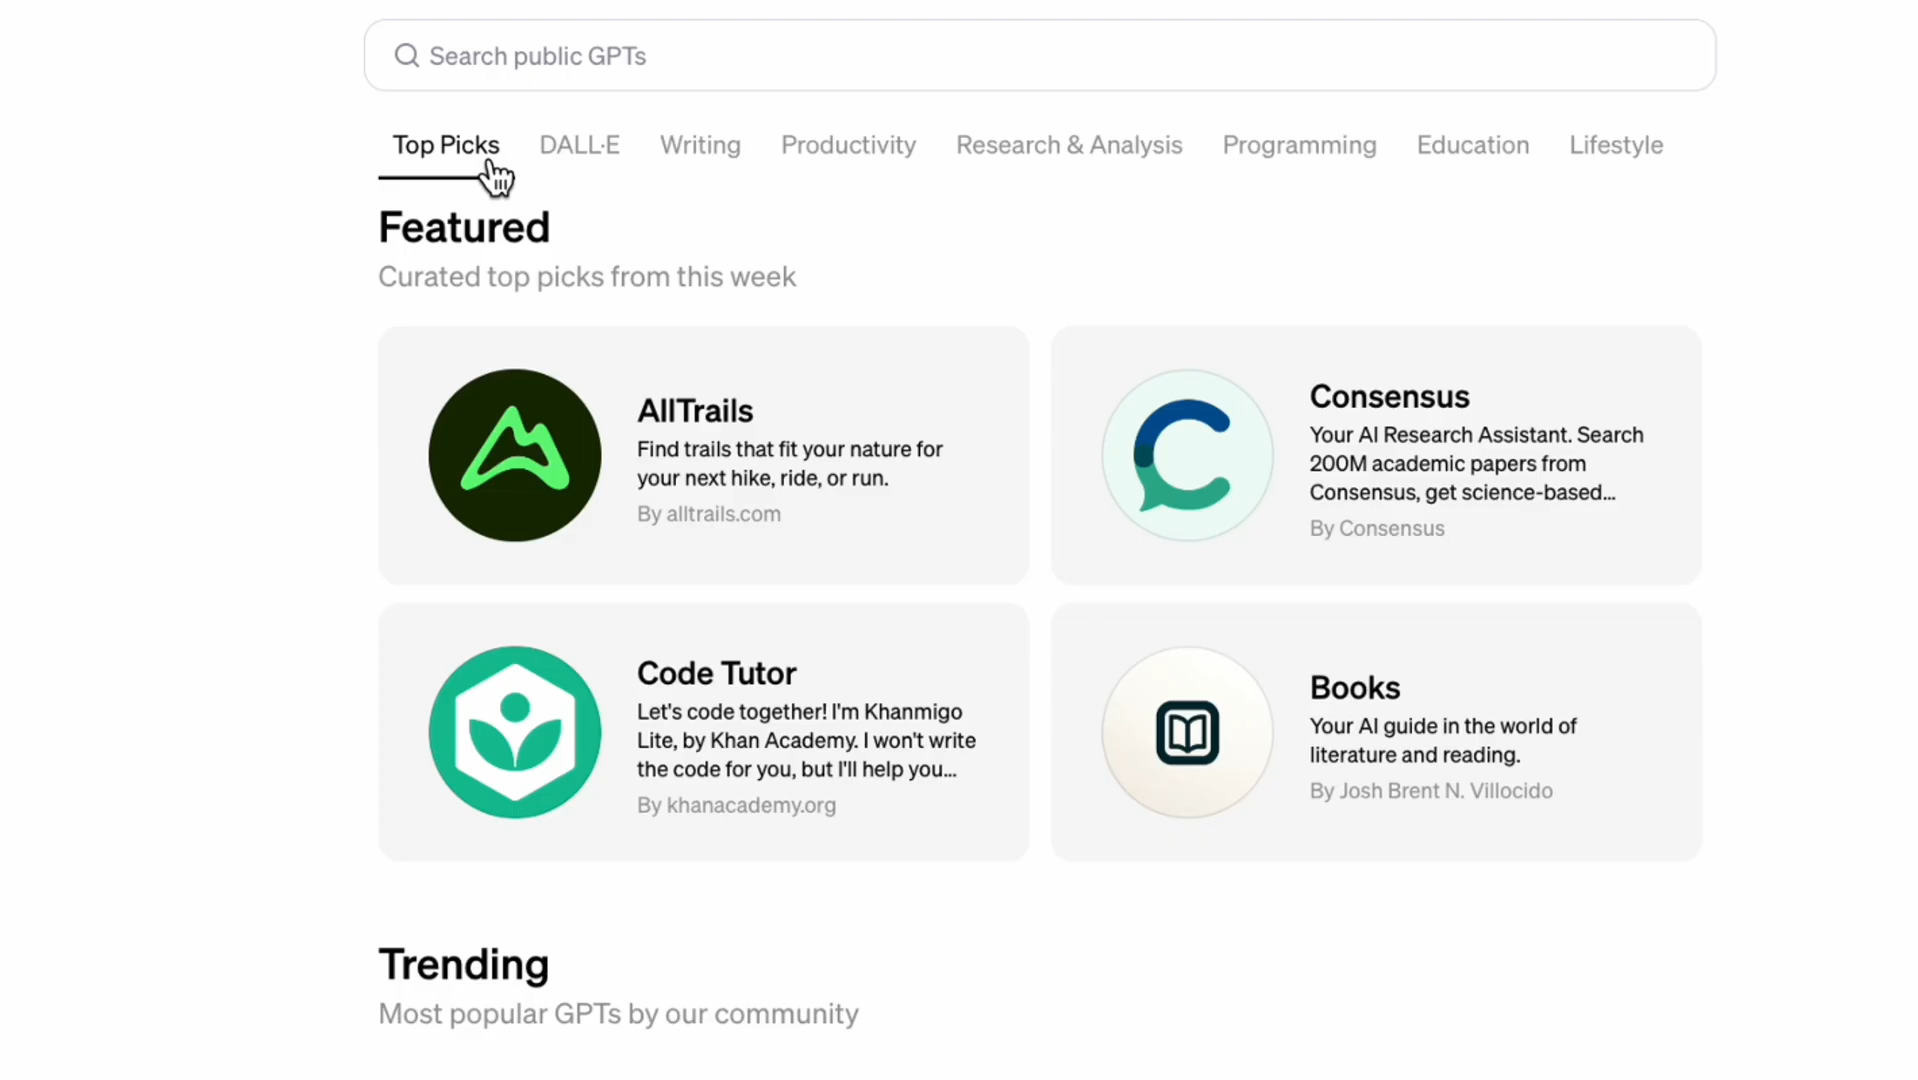 Search public GPTs
Top Picks DALL·E Writing Productivity Research & Analysis Programming Education Lifestyle
Featured
Curated top picks from this week
AllTrails
Find trails that fit your nature for
your next hike, ride, or run.
By alltrails.com
Consensus
Your AI Research Assistant. Search
200M academic papers from
Consensus, get science-based...
By Consensus
Code Tutor
Let's code together! I'm Khanmigo
Lite, by Khan Academy. I won't write
the code for you, but I'll help you...
By khanacademy.org
Books
Your AI guide in the world of
literature and reading.
By Josh Brent N. Villocido
Trending
Most popular GPTs by our community